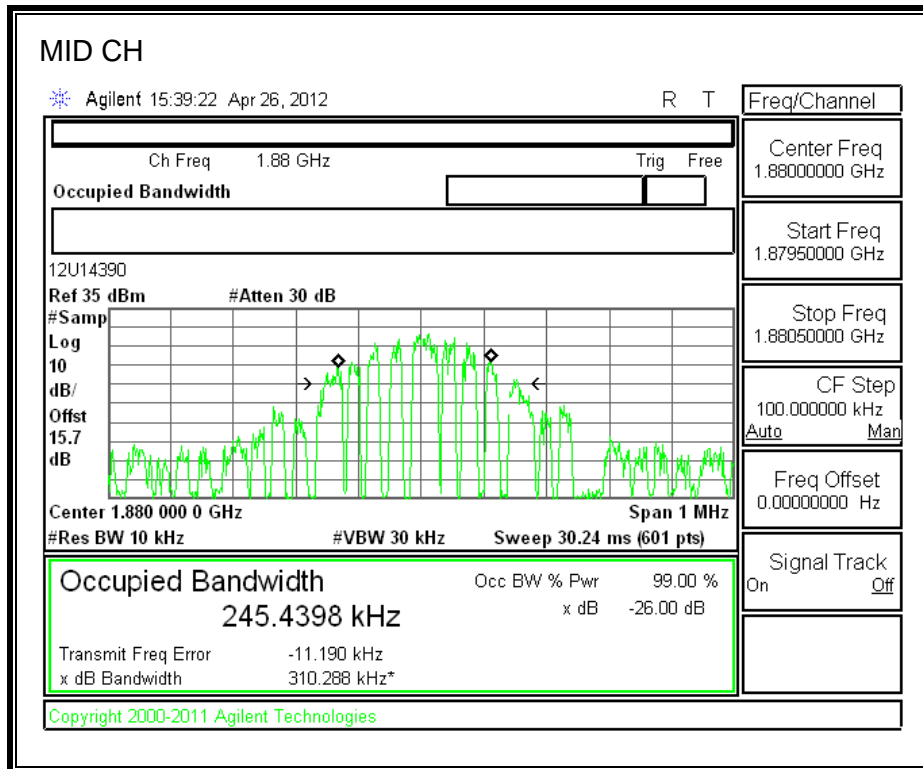 MID CH
Agilent 15:39:22 Apr 26, 2012 R T
Freq/Channel
Ch Freq 1.88 GHz Trig Free
Occupied Bandwidth
Center Freq
1.88000000 GHz
Start Freq
1.87950000 GHz
Stop Freq
1.88050000 GHz
CF Step
100.000000 kHz
Auto Man
Freq Offset
0.00000000 Hz
Signal Track
On Off
12U14390
Ref 35 dBm #Atten 30 dB
#Samp
Log
10
dB/
Offst
15.7
dB
Center 1.880 000 0 GHz Span 1 MHz
#Res BW 10 kHz #VBW 30 kHz Sweep 30.24 ms (601 pts)
Occupied Bandwidth Occ BW % Pwr 99.00 %
245.4398 kHz x dB -26.00 dB
Transmit Freq Error -11.190 kHz
x dB Bandwidth 310.288 kHz*
Copyright 2000-2011 Agilent Technologies